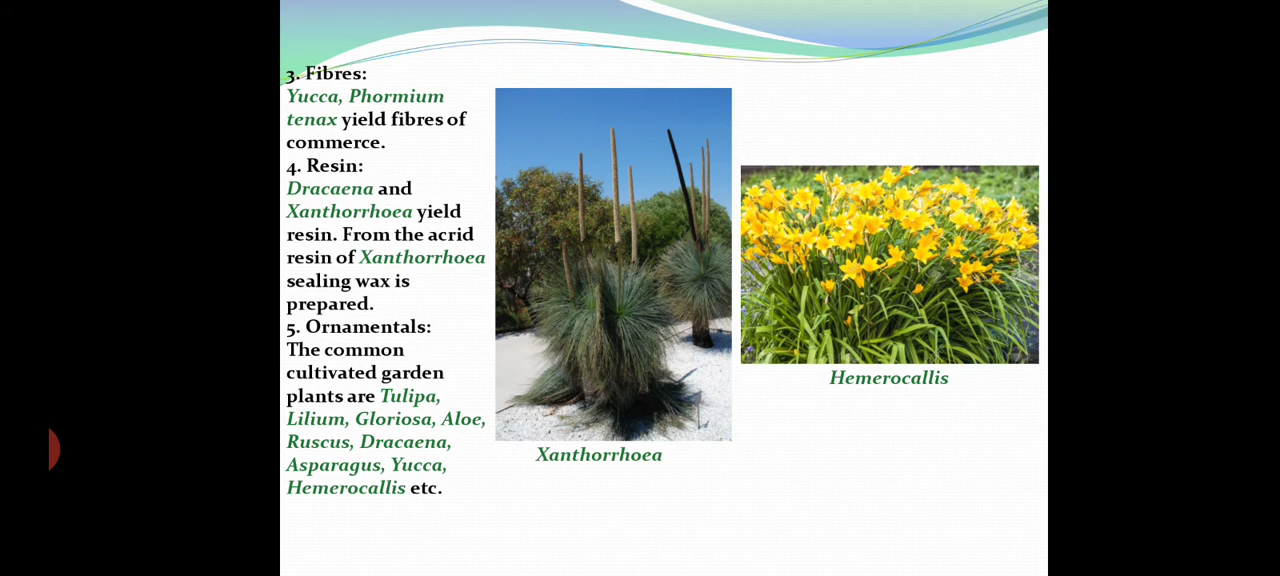 3. Fibres:
Yucca, Phormium
tenax yield fibres of
commerce.
4. Resin:
Dracaena and
Xanthorrhoea yield
resin. From the acrid
resin of Xanthorrhoea
sealing wax is
prepared.
5. Ornamentals:
The common
cultivated garden
plants are Tulipa,
Lilium, Gloriosa, Aloe,
Ruscus, Dracaena,
Asparagus, Yucca,
Hemerocallis etc.
Xanthorrhoea
Hemerocallis